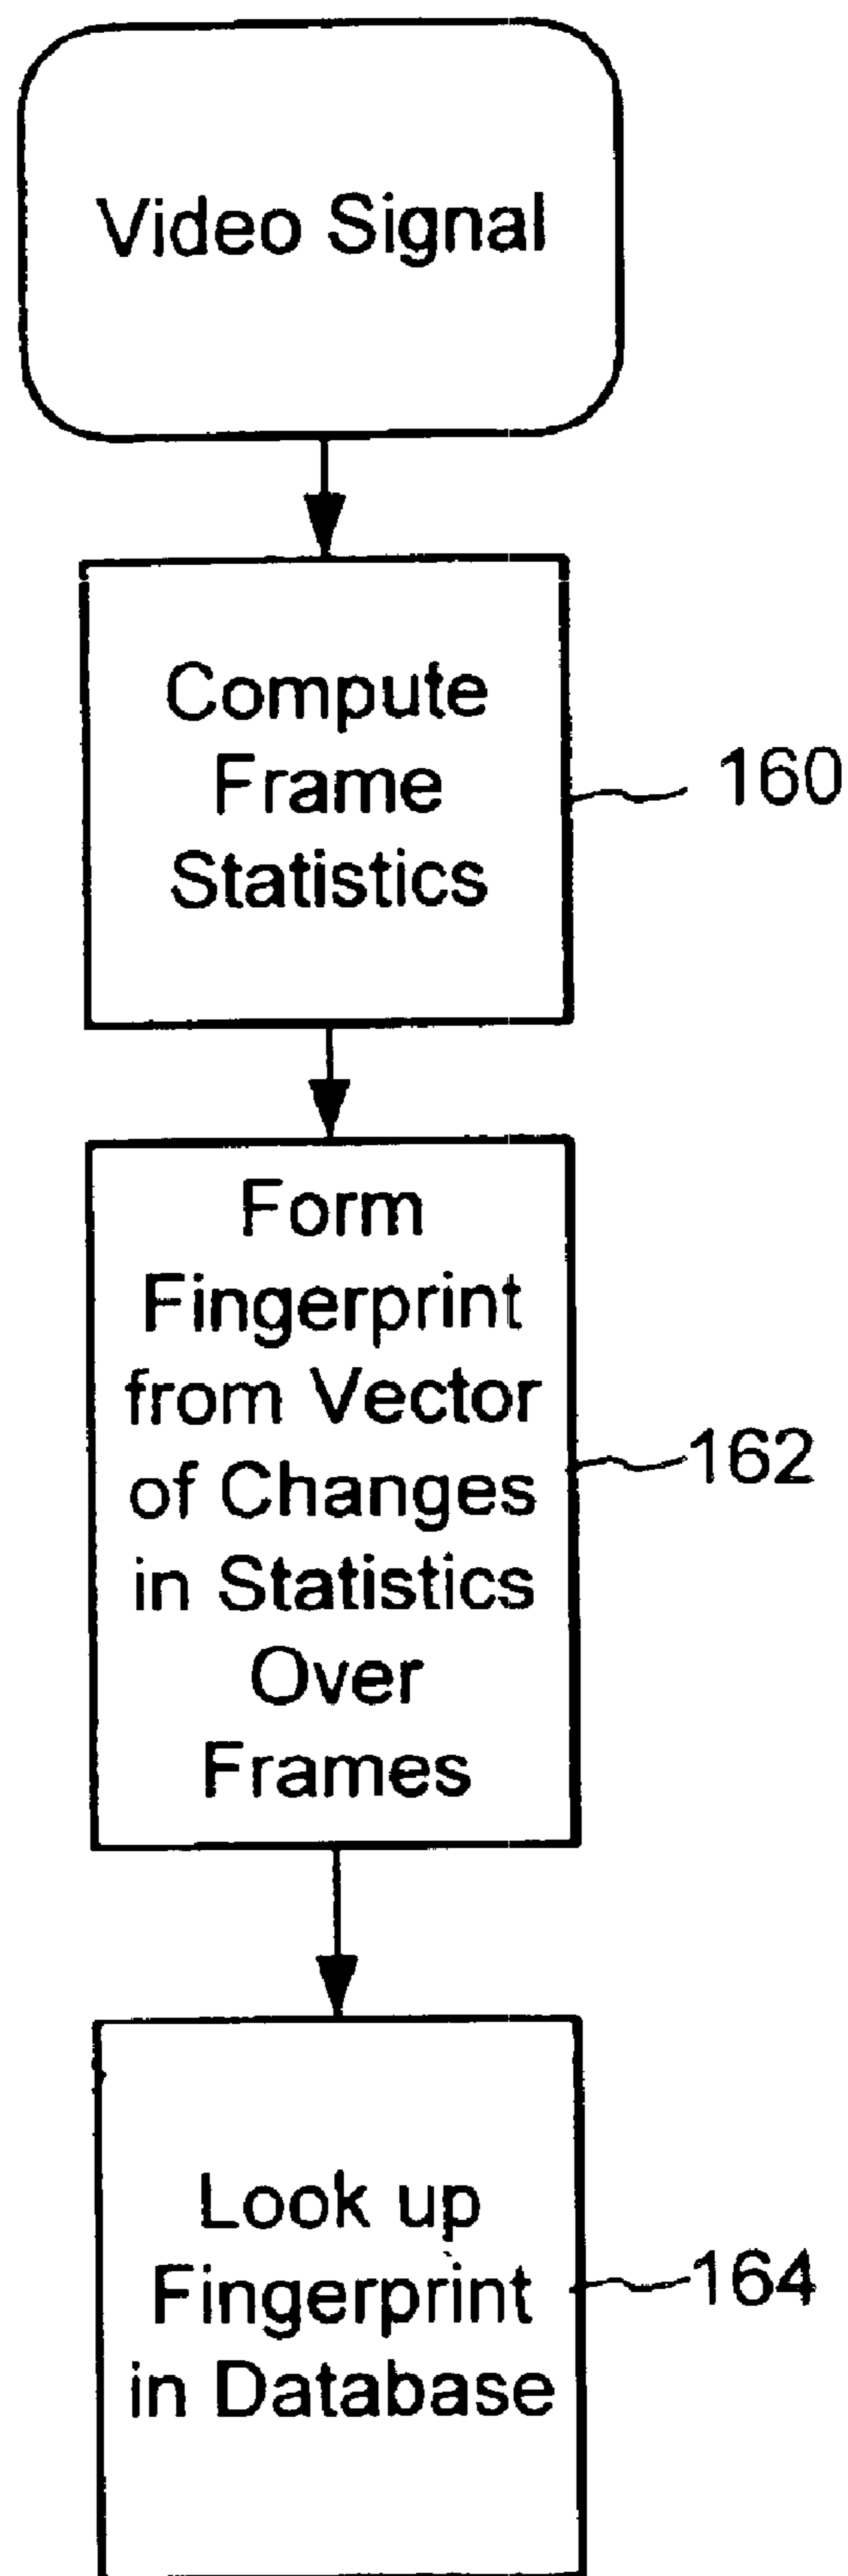 Video Signal
Compute
Frame
Statistics
160
Form
Fingerprint
from Vector
of Changes
in Statistics
Over
Frames
162
Look up
Fingerprint
in Database
164